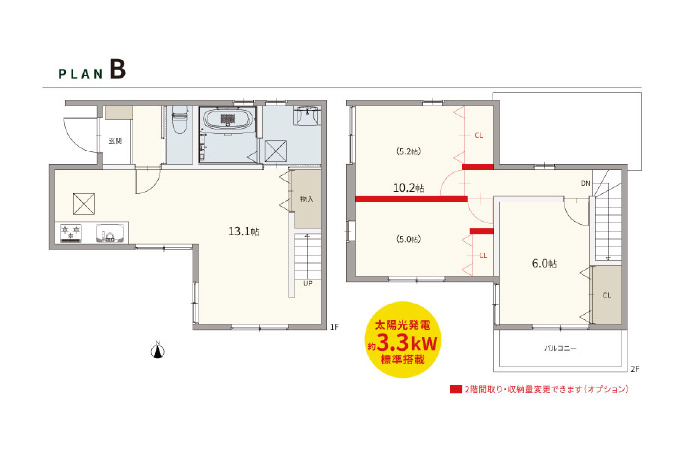 PLAN B
玄関
13.1帖
物入
UP
1F
N
(5.2帖)
CL
10.2帖
(5.0帖)
CL
DN
6.0帖
CL
バルコニー
2F
太陽光発電
約3.3kW
標準搭載
2階間取り・収納量変更できます(オプション)